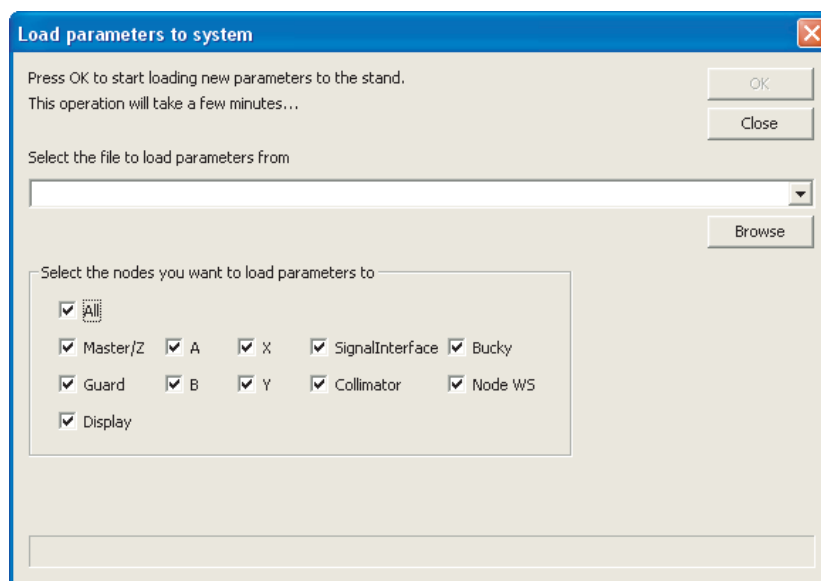 Load parameters to system
Press OK to start loading new parameters to the stand.
This operation will take a few minutes...
OK
Close
Select the file to load parameters from
Browse
Select the nodes you want to load parameters to
All
Master/Z A X SignalInterface Bucky
Guard B Y Collimator Node WS
Display